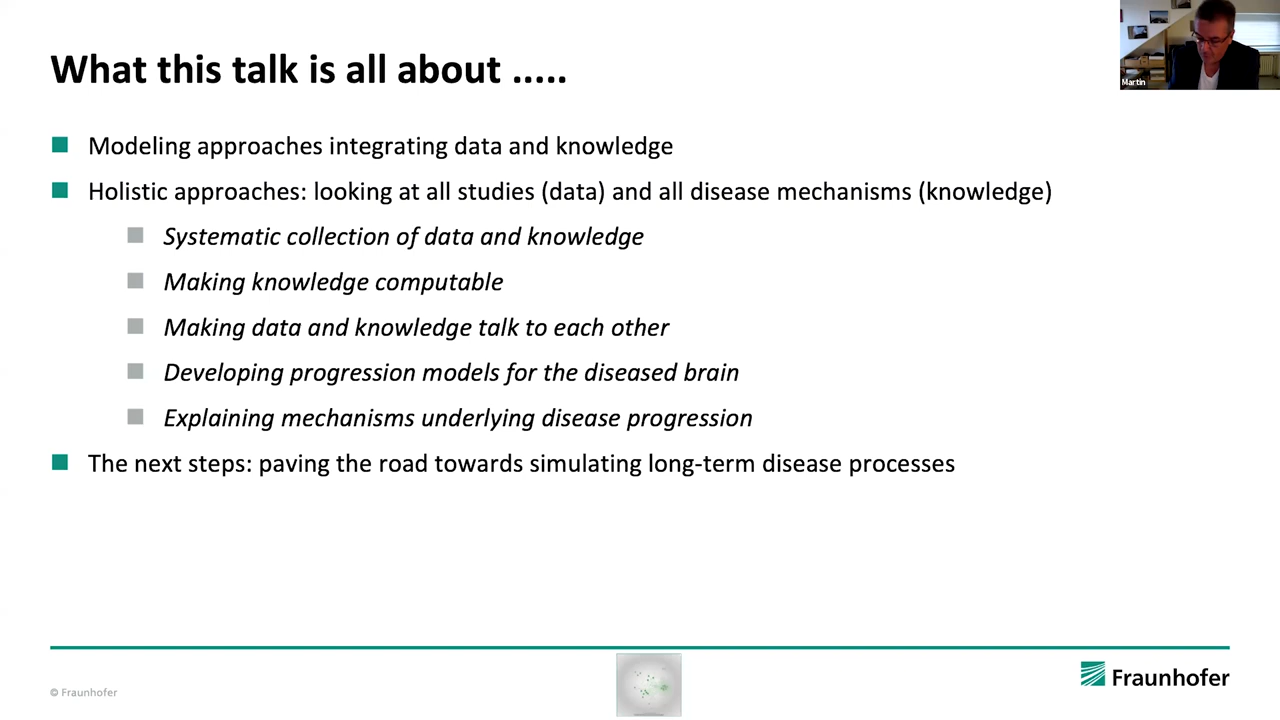 What this talk is all about .....
Martin
Modeling approaches integrating data and knowledge
Holistic approaches: looking at all studies (data) and all disease mechanisms (knowledge)
Systematic collection of data and knowledge
Making knowledge computable
Making data and knowledge talk to each other
Developing progression models for the diseased brain
Explaining mechanisms underlying disease progression
The next steps: paving the road towards simulating long-term disease processes
© Fraunhofer
Fraunhofer